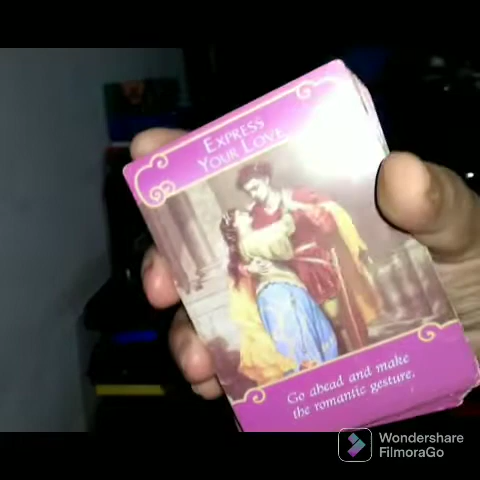 EXPRESS
YOUR LOVE
Go ahead and make
the romantic gesture.
Wondershare
FilmoraGo